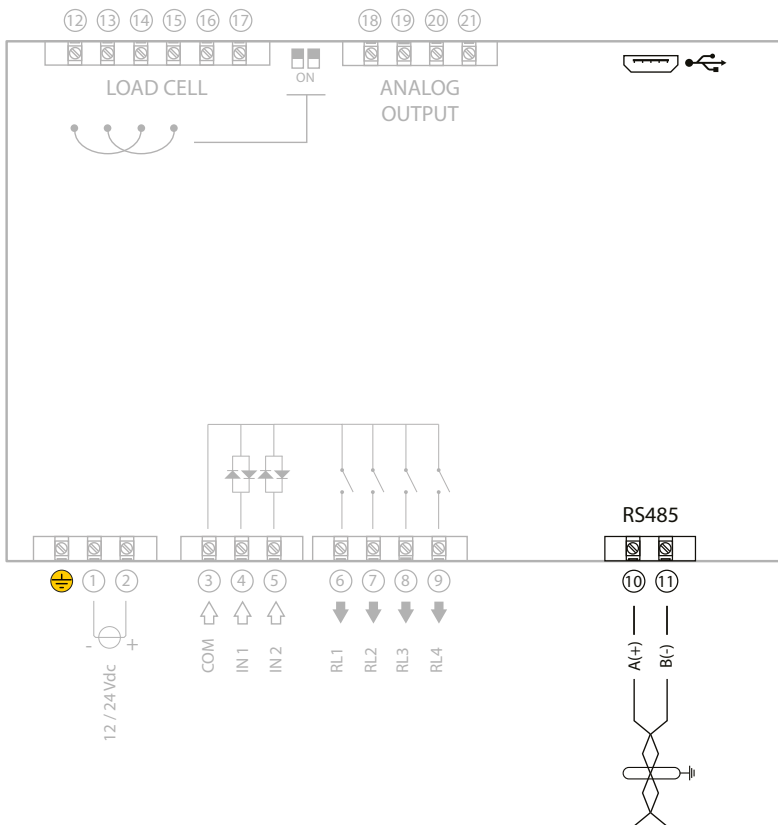 12 13 14 15 16 17 18 19 20 21
ON
LOAD CELL
ANALOG
OUTPUT
RS485
1 2 3 4 5 6 7 8 9 10 11
- +
12 / 24 Vdc
COM
IN 1
IN 2
RL1
RL2
RL3
RL4
A(+)
B(-)